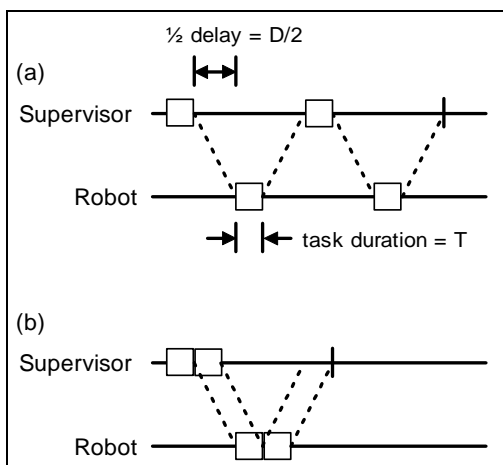 ½ delay = D/2
(a)
Supervisor
Robot
task duration = T
(b)
Supervisor
Robot